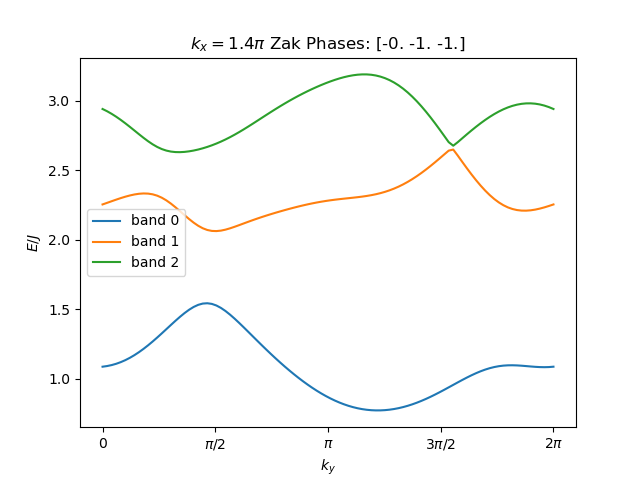 kₓ = 1.4π Zak Phases: [-0. -1. -1.]
3.0
2.5
2.0
1.5
1.0
E/J
band 0
band 1
band 2
0
π/2
π
3π/2
2π
k_y